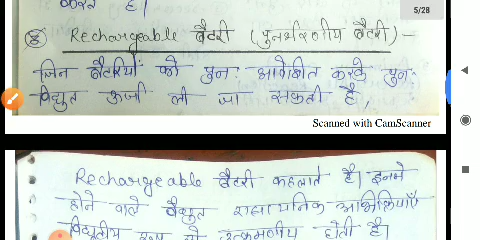 करन है।
5/28
⑧ Rechargeable बैटरी (पुनर्भरणीय बैटरी) -
जिन बैटरियों को पुनः आवेशित करके पुनः
विद्युत ऊर्जा ली जा सकती है,
Scanned with CamScanner
Rechargeable बैटरी कहलाते है। इनमे
होने वाले वैद्युत रासायनिक अभिक्रियाएँ
विद्युतीय रूप से उत्क्रमणीय होती है।